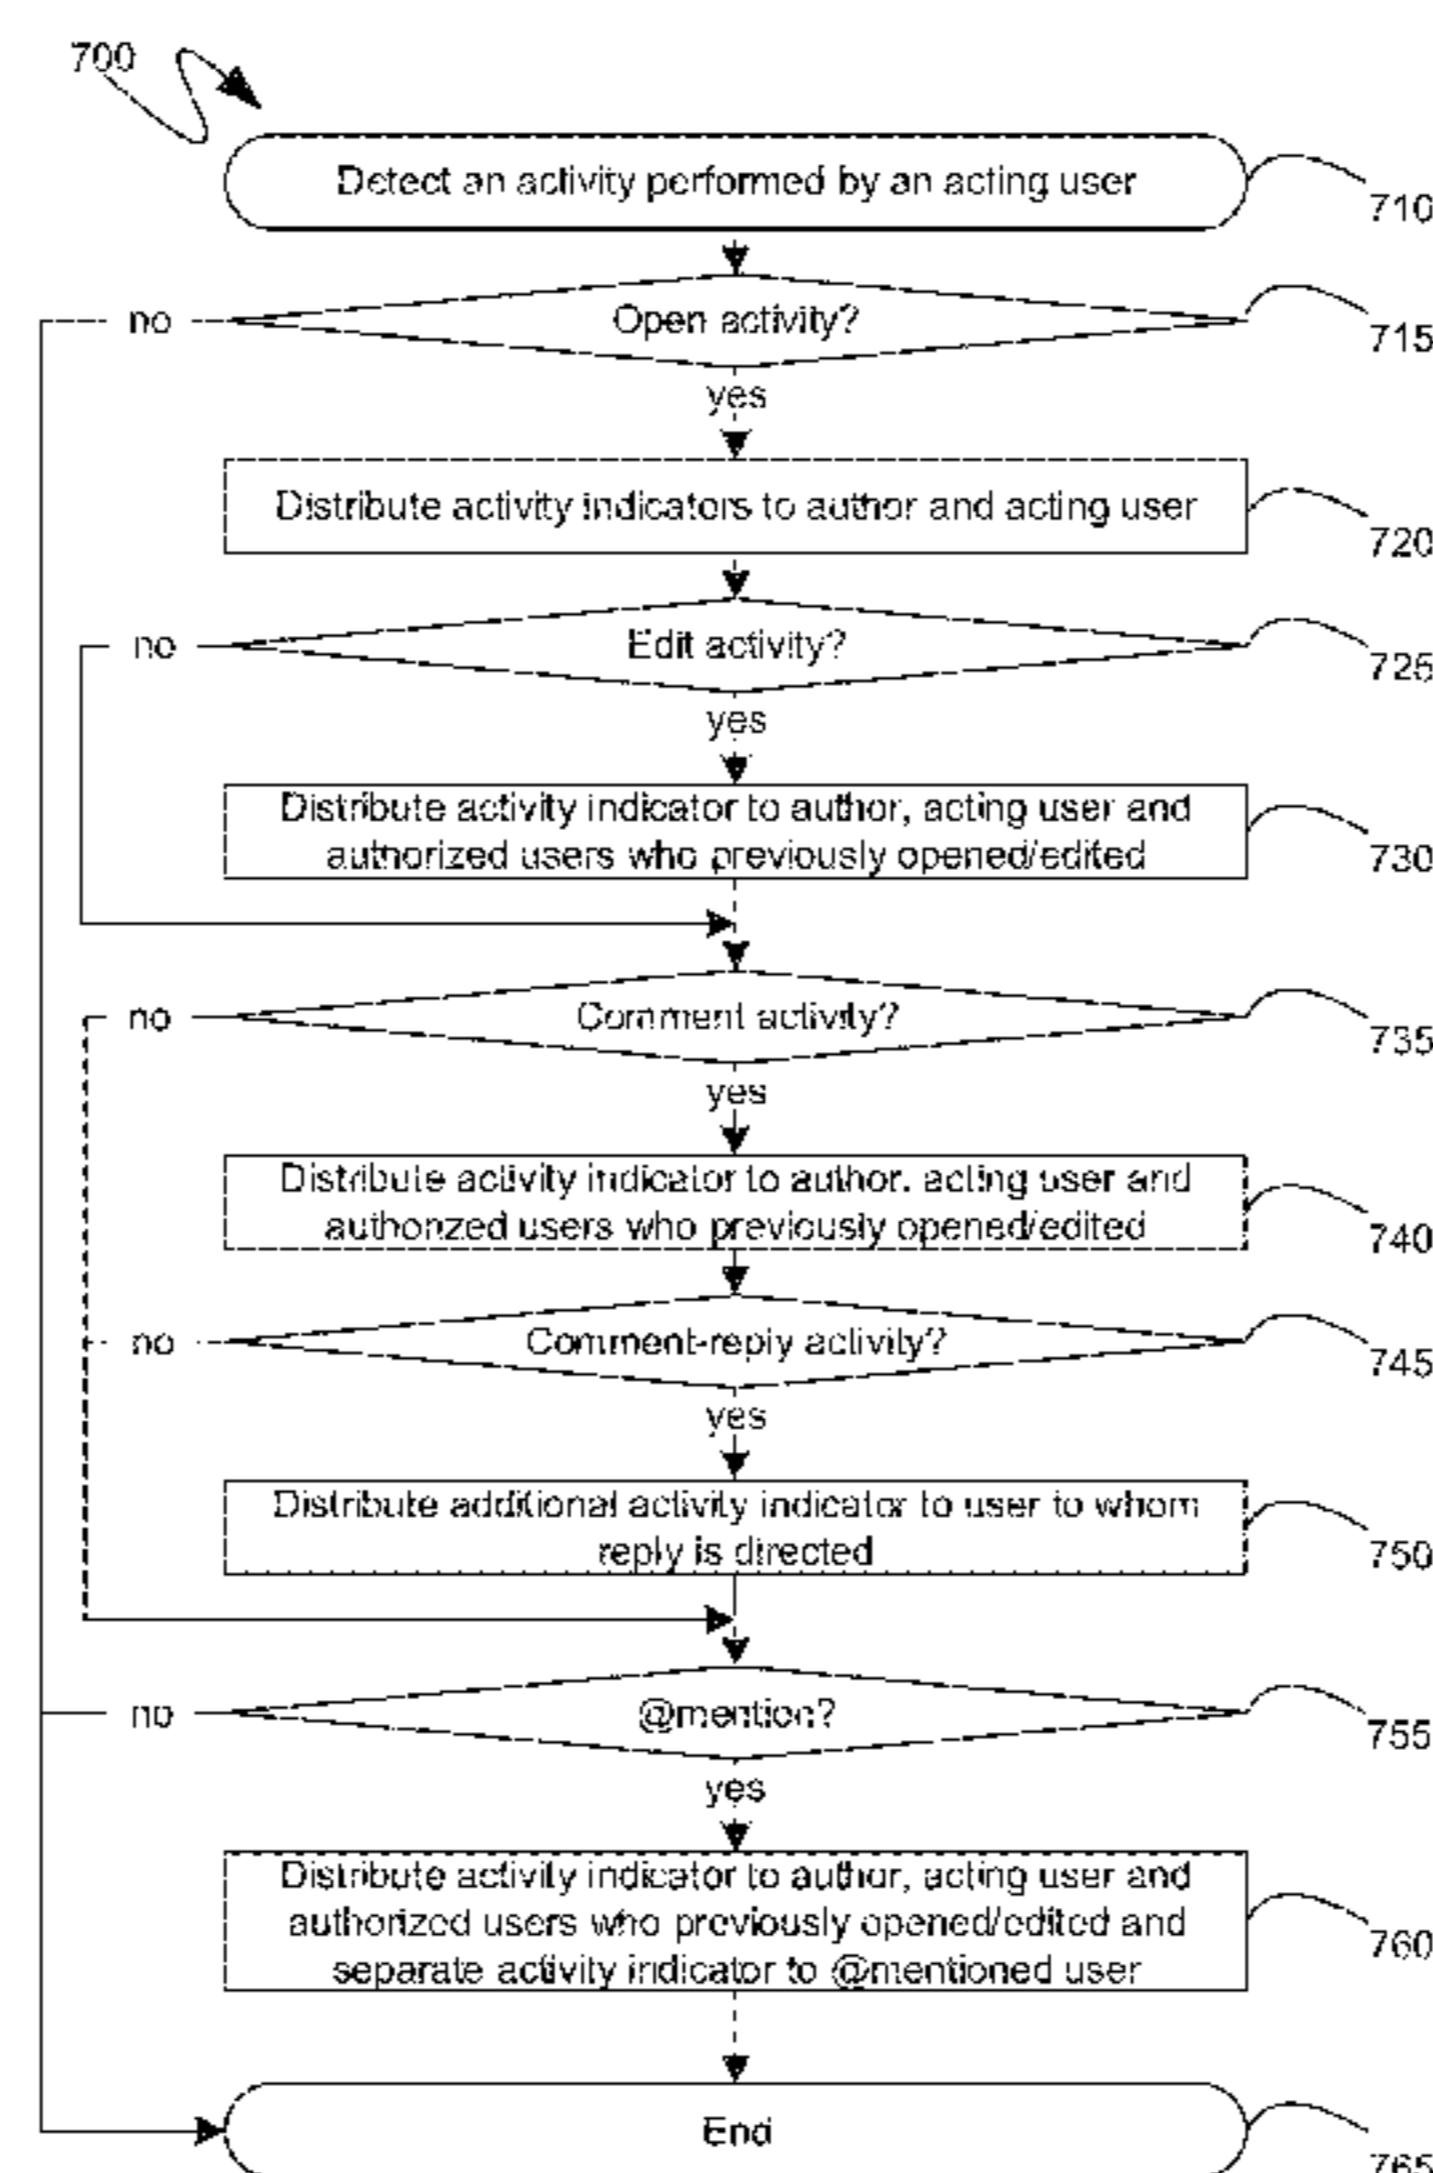 700
Detect an activity performed by an acting user
710
Open activity?
no
715
yes
Distribute activity indicators to author and acting user
720
Edit activity?
no
725
yes
Distribute activity indicator to author, acting user and
authorized users who previously opened/edited
730
Comment activity?
no
735
yes
Distribute activity indicator to author, acting user and
authorized users who previously opened/edited
740
Comment-reply activity?
no
745
yes
Distribute additional activity indicator to user to whom
reply is directed
750
@mention?
no
755
yes
Distribute activity indicator to author, acting user and
authorized users who previously opened/edited and
separate activity indicator to @mentioned user
760
End
765